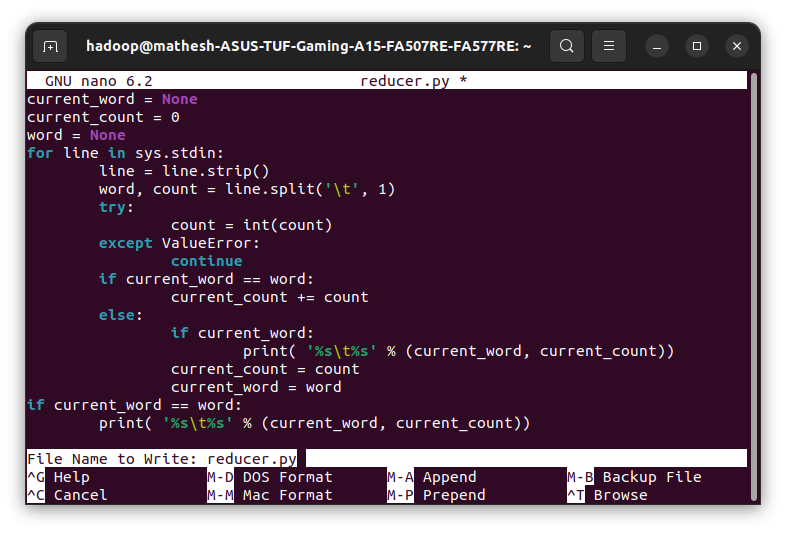 hadoop@mathesh-ASUS-TUF-Gaming-A15-FA507RE-FA577RE: ~
GNU nano 6.2 reducer.py *
current_word = None
current_count = 0
word = None
for line in sys.stdin:
        line = line.strip()
        word, count = line.split('\t', 1)
        try:
                count = int(count)
        except ValueError:
                continue
        if current_word == word:
                current_count += count
        else:
                if current_word:
                        print( '%s\t%s' % (current_word, current_count))
                current_count = count
                current_word = word
if current_word == word:
        print( '%s\t%s' % (current_word, current_count))
File Name to Write: reducer.py
^G Help M-D DOS Format M-A Append M-B Backup File
^C Cancel M-M Mac Format M-P Prepend ^T Browse